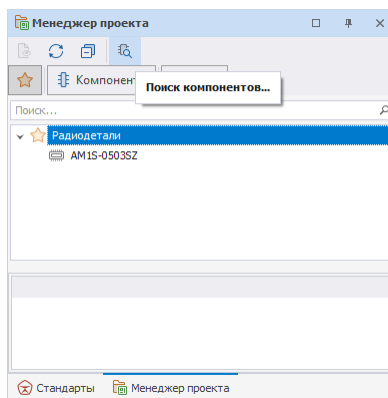 Менеджер проекта
Компонент
Поиск компонентов...
Поиск...
Радиодетали
AM1S-0503SZ
Стандарты
Менеджер проекта